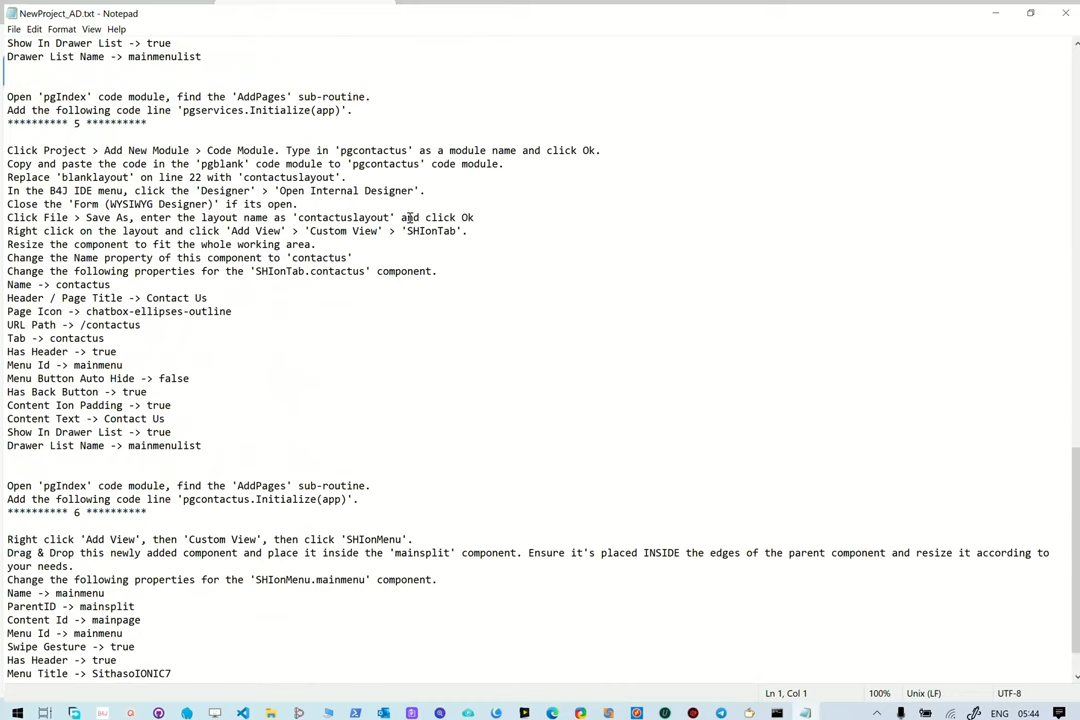 NewProject_AD.txt - Notepad
File Edit Format View Help
Show In Drawer List -> true
Drawer List Name -> mainmenulist
Open 'pgIndex' code module, find the 'AddPages' sub-routine.
Add the following code line 'pgservices.Initialize(app)'.
********** 5 **********
Click Project > Add New Module > Code Module. Type in 'pgcontactus' as a module name and click Ok.
Copy and paste the code in the 'pgblank' code module to 'pgcontactus' code module.
Replace 'blanklayout' on line 22 with 'contactuslayout'.
In the B4J IDE menu, click the 'Designer' > 'Open Internal Designer'.
Close the 'Form (WYSIWYG Designer)' if its open.
Click File > Save As, enter the layout name as 'contactuslayout' and click Ok
Right click on the layout and click 'Add View' > 'Custom View' > 'SHIonTab'.
Resize the component to fit the whole working area.
Change the Name property of this component to 'contactus'
Change the following properties for the 'SHIonTab.contactus' component.
Name -> contactus
Header / Page Title -> Contact Us
Page Icon -> chatbox-ellipses-outline
URL Path -> /contactus
Tab -> contactus
Has Header -> true
Menu Id -> mainmenu
Menu Button Auto Hide -> false
Has Back Button -> true
Content Ion Padding -> true
Content Text -> Contact Us
Show In Drawer List -> true
Drawer List Name -> mainmenulist
Open 'pgIndex' code module, find the 'AddPages' sub-routine.
Add the following code line 'pgcontactus.Initialize(app)'.
********** 6 **********
Right click 'Add View', then 'Custom View', then click 'SHIonMenu'.
Drag & Drop this newly added component and place it inside the 'mainsplit' component. Ensure it's placed INSIDE the edges of the parent component and resize it according to
your needs.
Change the following properties for the 'SHIonMenu.mainmenu' component.
Name -> mainmenu
ParentID -> mainsplit
Content Id -> mainpage
Menu Id -> mainmenu
Swipe Gesture -> true
Has Header -> true
Menu Title -> SithasoIONIC7
Ln 1, Col 1 100% Unix (LF) UTF-8
ENG 05:44